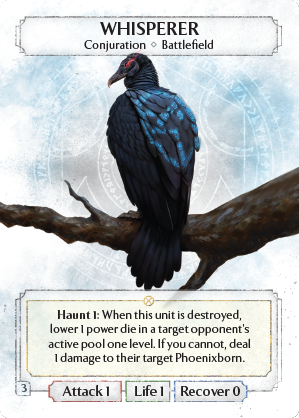 WHISPERER
Conjuration ◇ Battlefield
Haunt 1: When this unit is destroyed,
lower 1 power die in a target opponent's
active pool one level. If you cannot, deal
1 damage to their target Phoenixborn.
3
Attack 1 Life 1 Recover 0